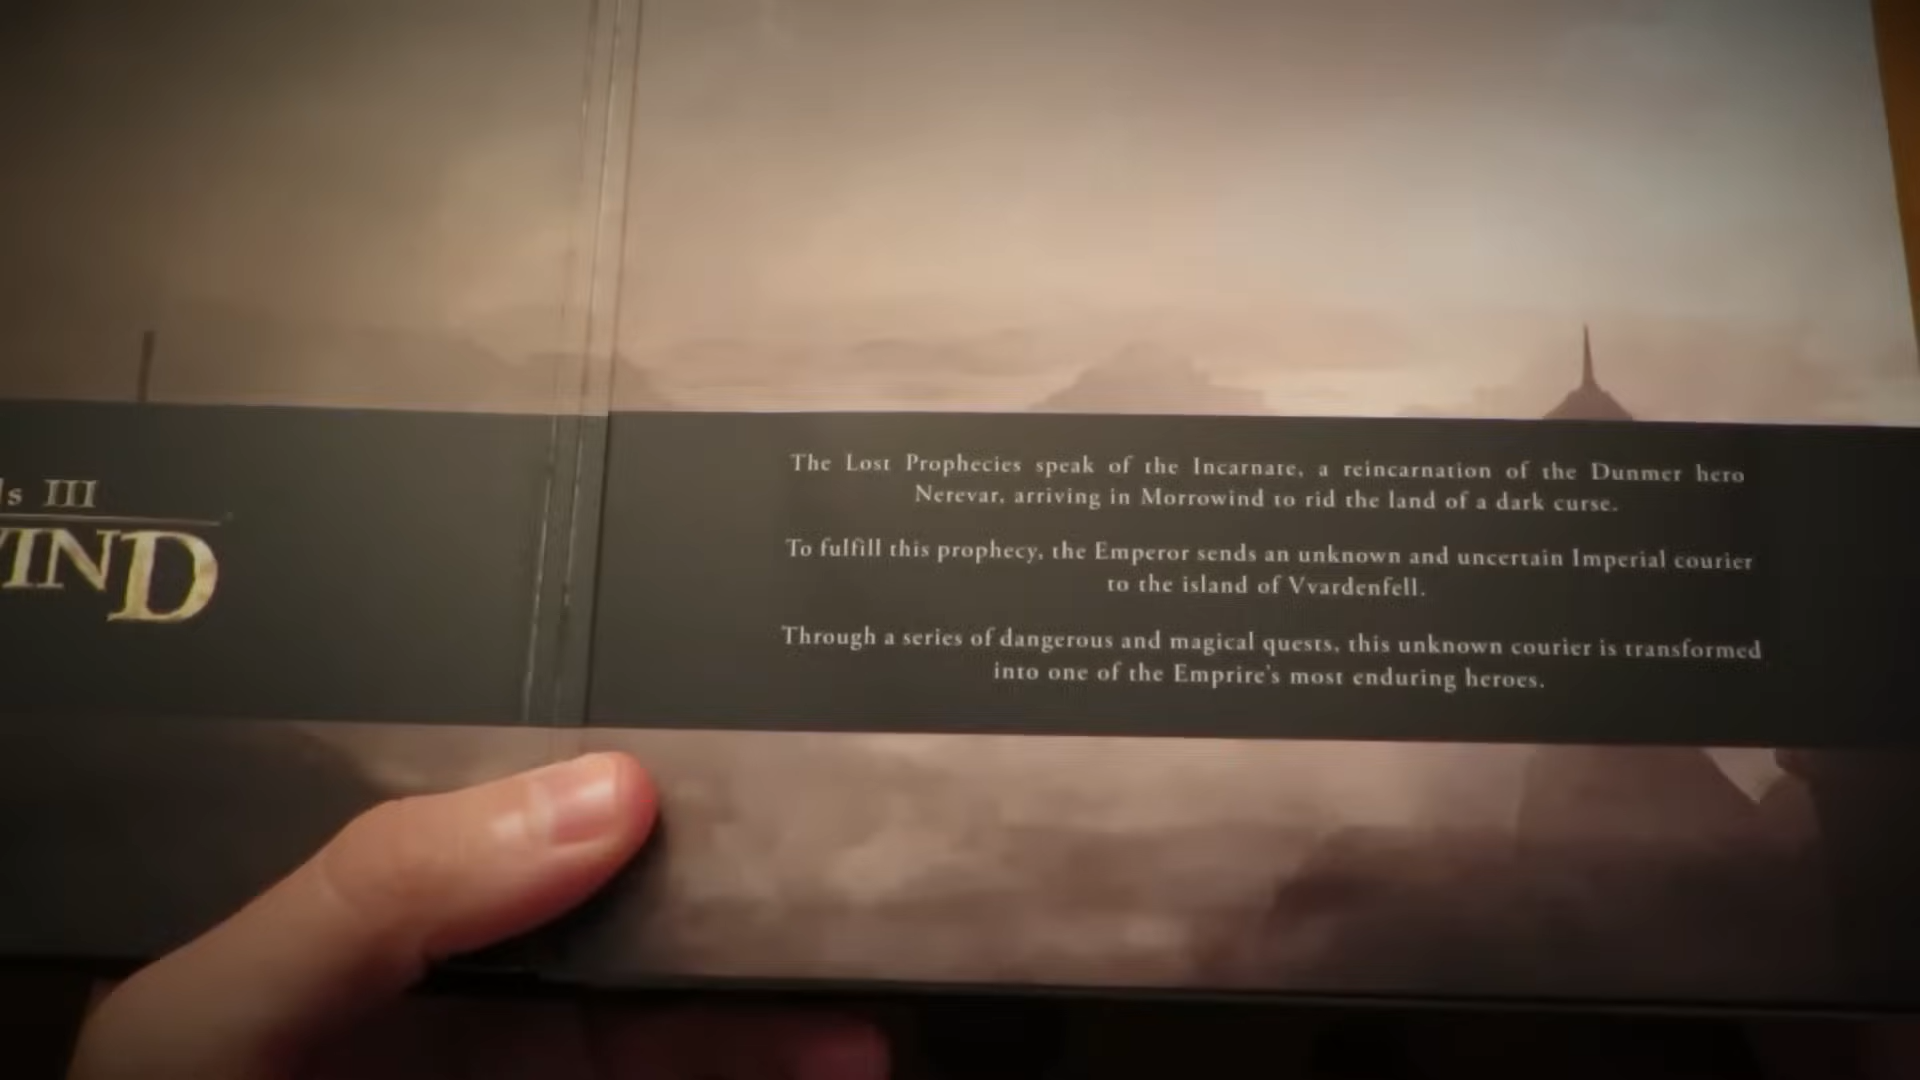 s III
WIND
The Lost Prophecies speak of the Incarnate, a reincarnation of the Dunmer hero
Nerevar, arriving in Morrowind to rid the land of a dark curse.
To fulfill this prophecy, the Emperor sends an unknown and uncertain Imperial courier
to the island of Vvardenfell.
Through a series of dangerous and magical quests, this unknown courier is transformed
into one of the Emprire's most enduring heroes.